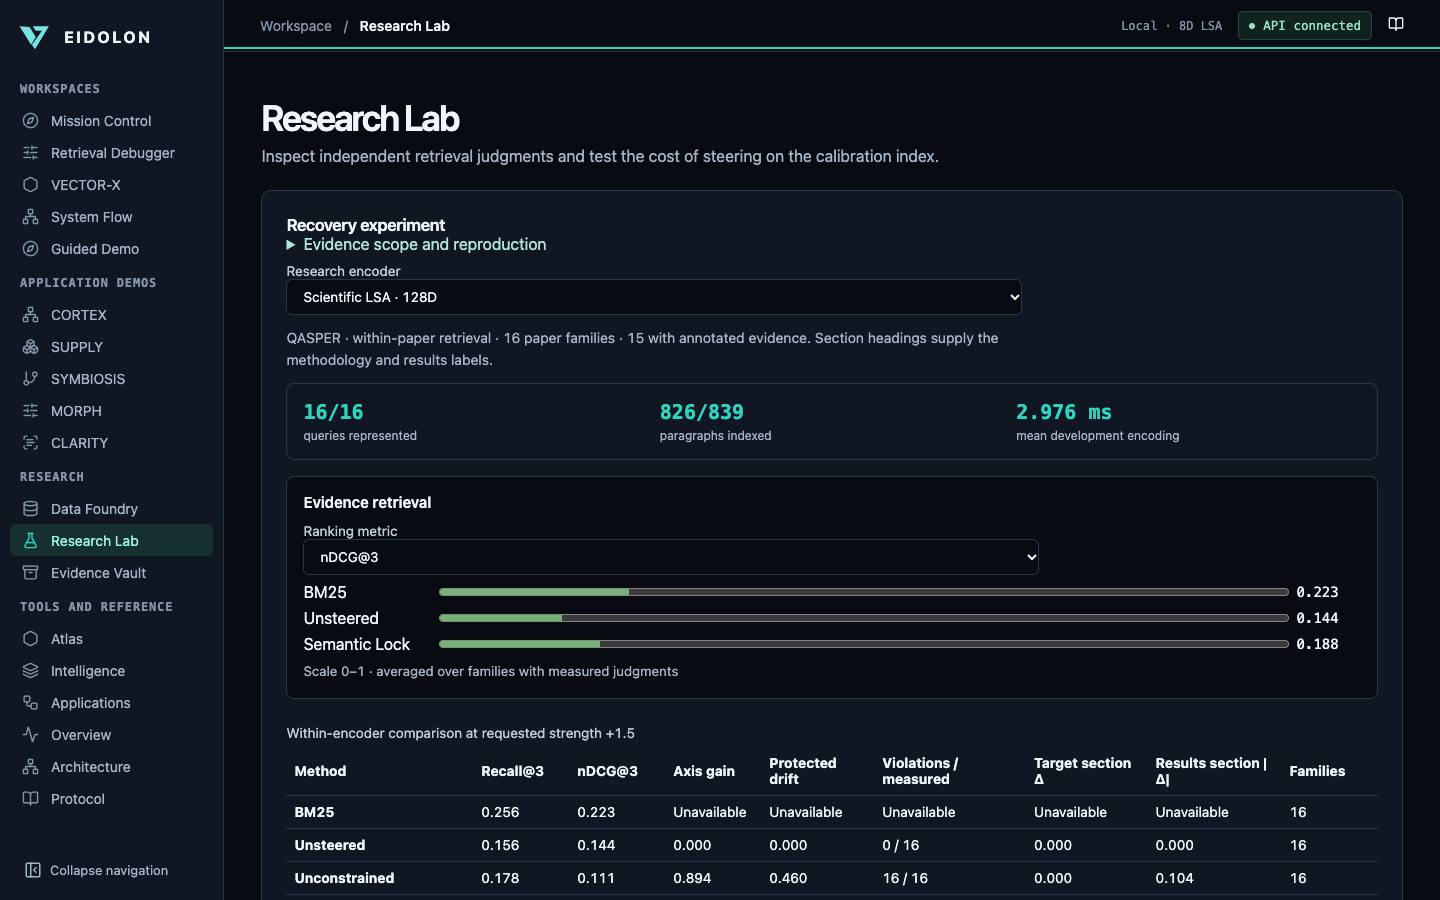 EIDOLON
WORKSPACES
Mission Control
Retrieval Debugger
VECTOR-X
System Flow
Guided Demo
APPLICATION DEMOS
CORTEX
SUPPLY
SYMBIOSIS
MORPH
CLARITY
RESEARCH
Data Foundry
Research Lab
Evidence Vault
TOOLS AND REFERENCE
Atlas
Intelligence
Applications
Overview
Architecture
Protocol
Collapse navigation
Workspace / Research Lab
Local · 8D LSA
● API connected
Research Lab
Inspect independent retrieval judgments and test the cost of steering on the calibration index.
Recovery experiment
▶ Evidence scope and reproduction
Research encoder
Scientific LSA · 128D
QASPER · within-paper retrieval · 16 paper families · 15 with annotated evidence. Section headings supply the
methodology and results labels.
16/16 826/839 2.976 ms
queries represented paragraphs indexed mean development encoding
Evidence retrieval
Ranking metric
nDCG@3
BM25 0.223
Unsteered 0.144
Semantic Lock 0.188
Scale 0–1 · averaged over families with measured judgments
Within-encoder comparison at requested strength +1.5
Method Recall@3 nDCG@3 Axis gain Protected drift Violations / measured Target section Δ Results section |Δ| Families
BM25 0.256 0.223 Unavailable Unavailable Unavailable Unavailable Unavailable 16
Unsteered 0.156 0.144 0.000 0.000 0 / 16 0.000 0.000 16
Unconstrained 0.178 0.111 0.894 0.460 16 / 16 0.000 0.104 16